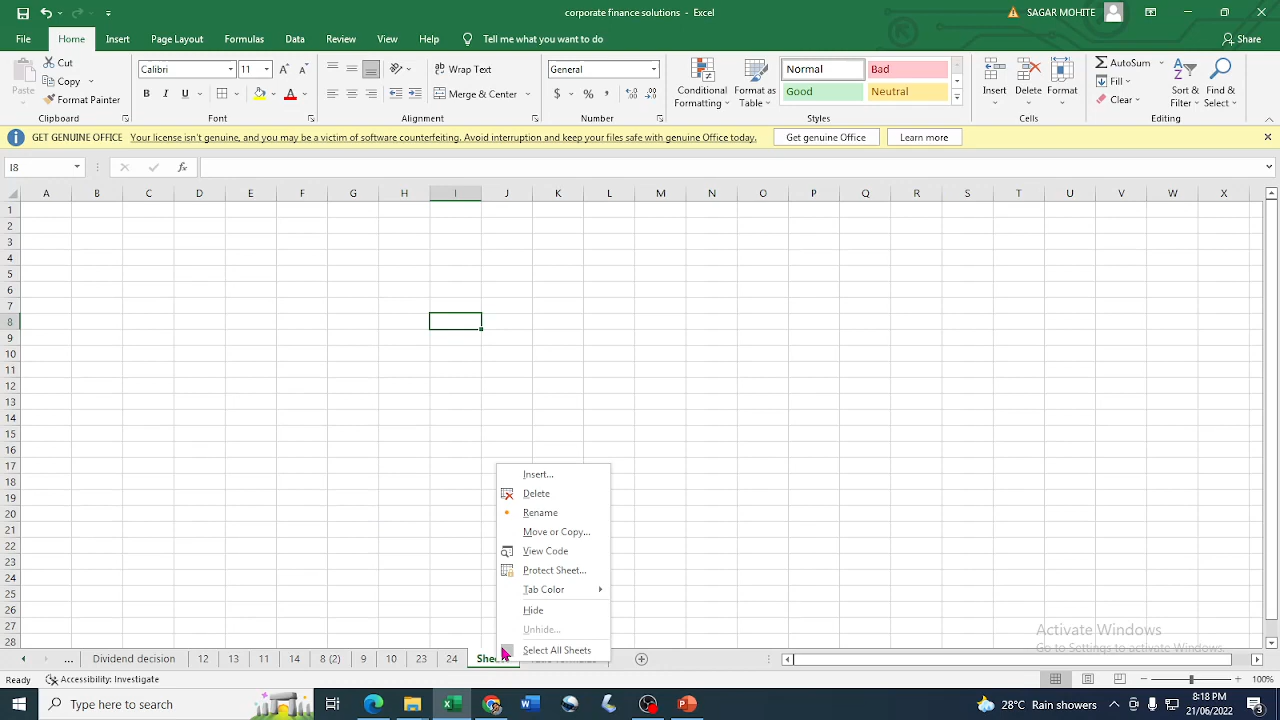 corporate finance solutions - Excel
SAGAR MOHITE
File Home Insert Page Layout Formulas Data Review View Help Tell me what you want to do Share
Cut
Copy
Format Painter
Paste
Clipboard
Calibri 11
B I U
Font
Wrap Text
Merge & Center
Alignment
General
$ % ,
Number
Conditional Formatting
Format as Table
Normal Bad
Good Neutral
Styles
Insert Delete Format
Cells
AutoSum
Fill
Clear
Sort & Filter
Find & Select
Editing
GET GENUINE OFFICE Your license isn't genuine, and you may be a victim of software counterfeiting. Avoid interruption and keep your files safe with genuine Office today. Get genuine Office Learn more
I8 fx
A B C D E F G H I J K L M N O P Q R S T U V W X
1
2
3
4
5
6
7
8
9
10
11
12
13
14
15
16
17
18
19
20
21
22
23
24
25
26
27
28
Insert...
Delete
Rename
Move or Copy...
View Code
Protect Sheet...
Tab Color
Hide
Unhide...
Select All Sheets
Activate Windows
Go to Settings to activate Windows.
... Divident decision 12 13 11 14 8 (2) 9 10 23 24
Ready Accessibility: Investigate 100%
Type here to search
28°C Rain showers
8:18 PM
21/06/2022